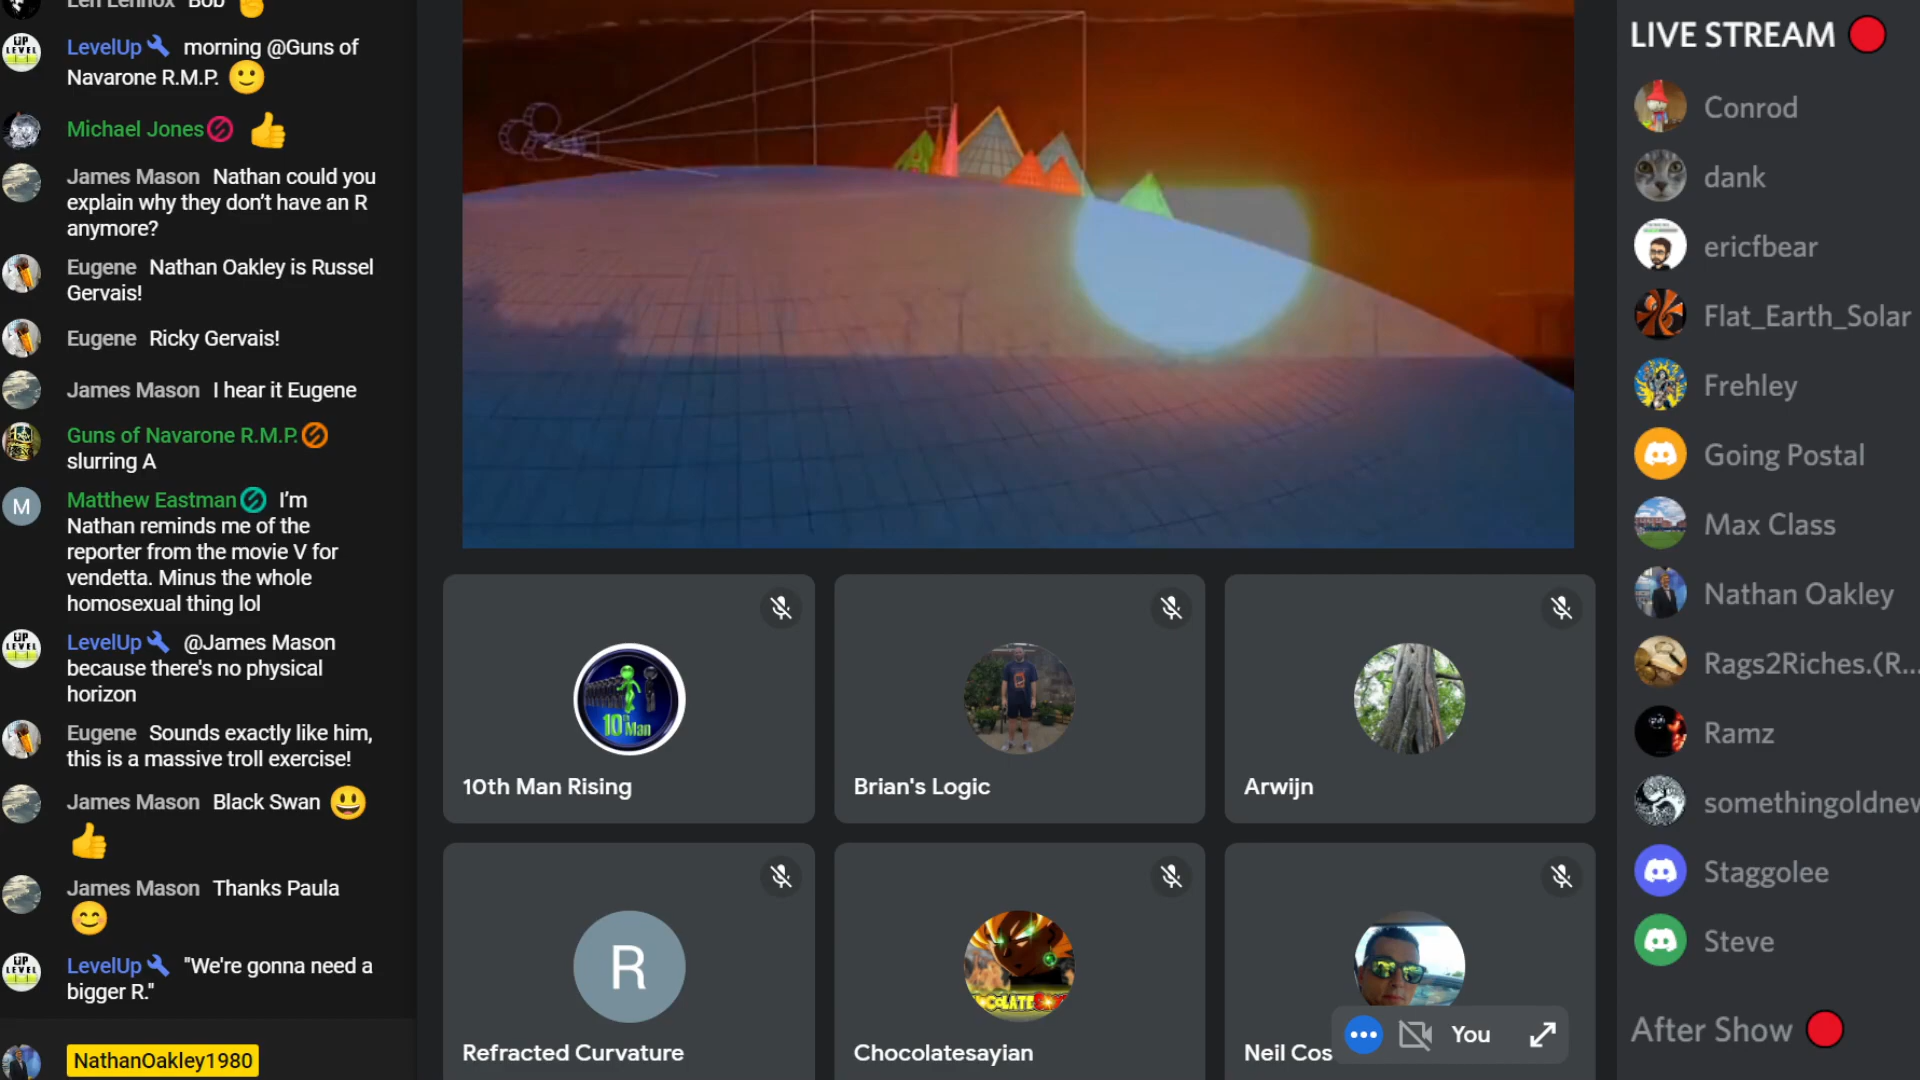 Len Lennox Bob
LevelUp morning @Guns of
Navarone R.M.P.
Michael Jones
James Mason Nathan could you
explain why they don't have an R
anymore?
Eugene Nathan Oakley is Russel
Gervais!
Eugene Ricky Gervais!
James Mason I hear it Eugene
Guns of Navarone R.M.P.
slurring A
M
Matthew Eastman I'm
Nathan reminds me of the
reporter from the movie V for
vendetta. Minus the whole
homosexual thing lol
LevelUp @James Mason
because there's no physical
horizon
Eugene Sounds exactly like him,
this is a massive troll exercise!
James Mason Black Swan
James Mason Thanks Paula
LevelUp "We're gonna need a
bigger R."
NathanOakley1980
10th Man
10th Man Rising
Brian's Logic
Arwijn
R
Refracted Curvature
Chocolatesayian
Neil Cos
You
LIVE STREAM
Conrod
dank
ericfbear
Flat_Earth_Solar
Frehley
Going Postal
Max Class
Nathan Oakley
Rags2Riches.(R...
Ramz
somethingoldnew
Staggolee
Steve
After Show